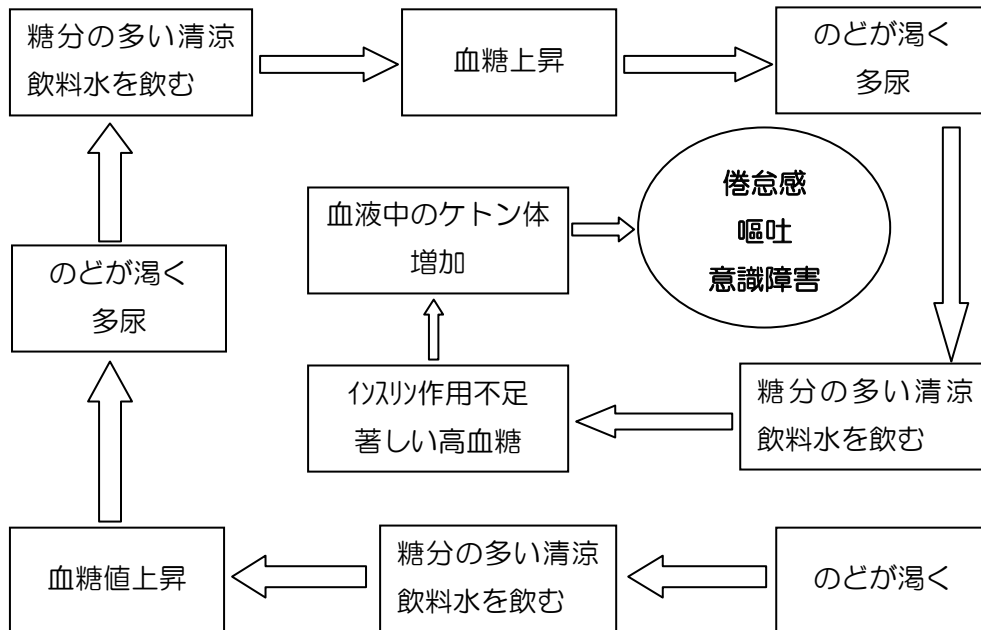 糖分の多い清涼
飲料水を飲む
血糖上昇
のどが渇く
多尿
倦怠感
嘔吐
意識障害
血液中のケトン体
増加
のどが渇く
多尿
ｲﾝｽﾘﾝ作用不足
著しい高血糖
糖分の多い清涼
飲料水を飲む
血糖値上昇
糖分の多い清涼
飲料水を飲む
のどが渇く